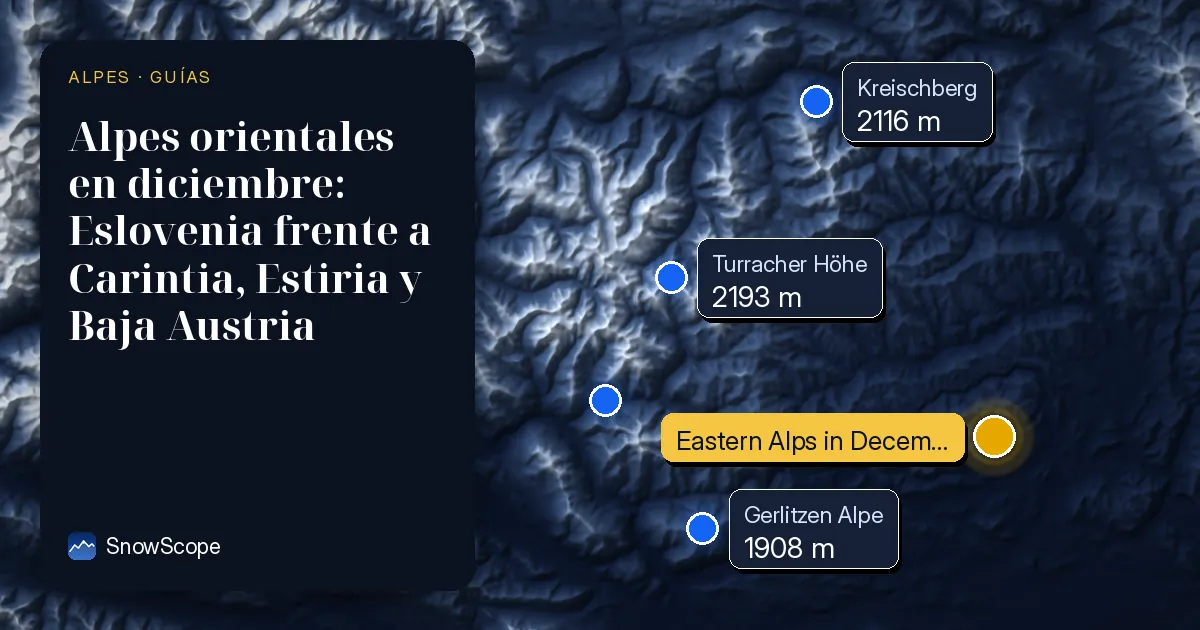 ALPES · GUÍAS
Alpes orientales
en diciembre:
Eslovenia frente a
Carintia, Estiria y
Baja Austria
SnowScope
Kreischberg
2116 m
Turracher Höhe
2193 m
Eastern Alps in Decem...
Gerlitzen Alpe
1908 m